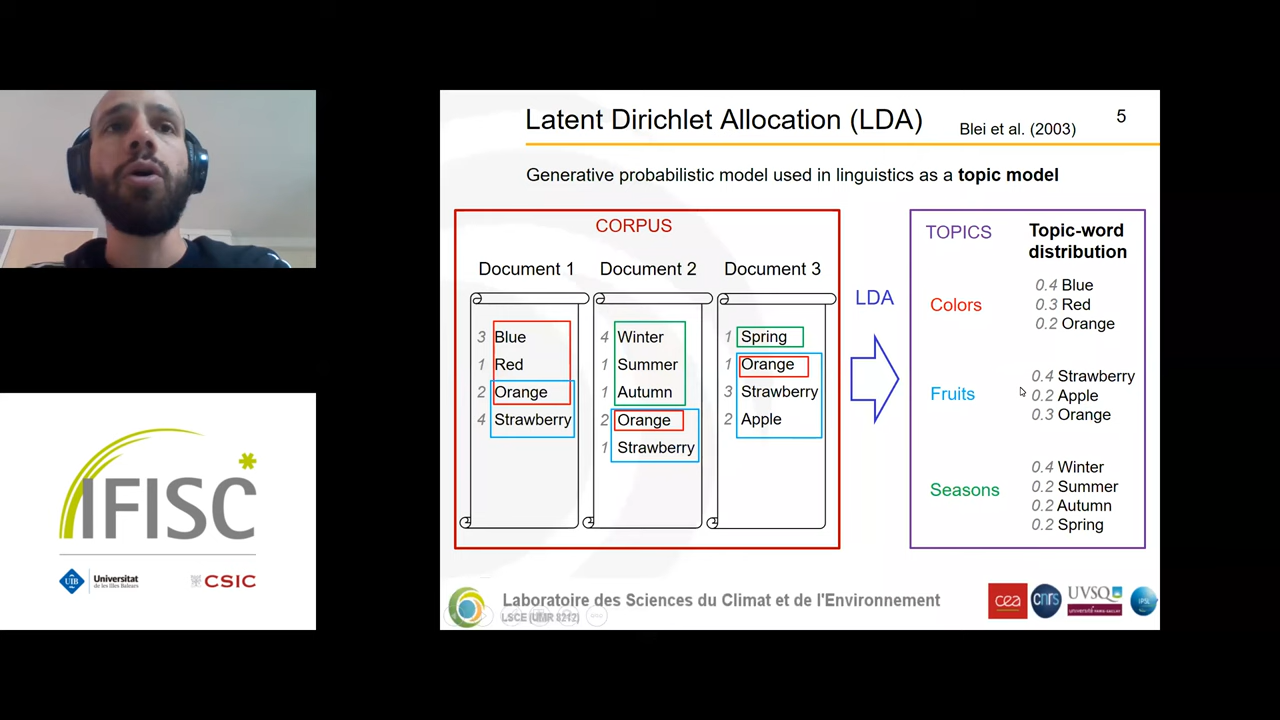 Latent Dirichlet Allocation (LDA)
Blei et al. (2003)
5
Generative probabilistic model used in linguistics as a topic model
CORPUS
Document 1
3 Blue
1 Red
2 Orange
4 Strawberry
Document 2
4 Winter
1 Summer
1 Autumn
2 Orange
1 Strawberry
Document 3
1 Spring
1 Orange
3 Strawberry
2 Apple
LDA
TOPICS
Topic-word
distribution
Colors
0.4 Blue
0.3 Red
0.2 Orange
Fruits
0.4 Strawberry
0.2 Apple
0.3 Orange
Seasons
0.4 Winter
0.2 Summer
0.2 Autumn
0.2 Spring
Laboratoire des Sciences du Climat et de l'Environnement
LSCE (UMR 8212)
cea
cnrs
UVSQ
IPSL
IFISC
UIB
Universitat
de les Illes Balears
CSIC